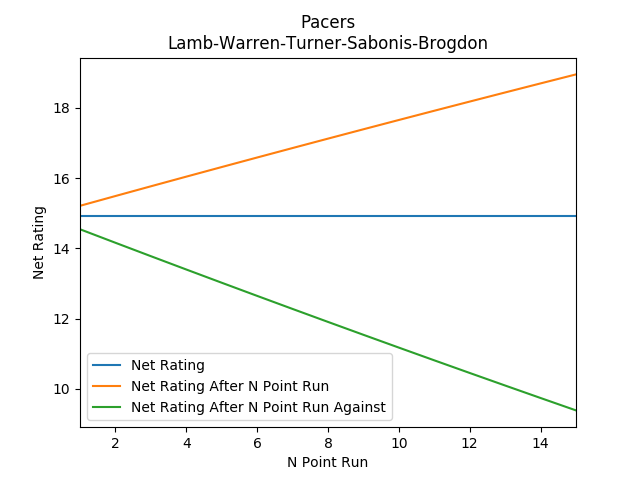 Pacers
Lamb-Warren-Turner-Sabonis-Brogdon
18
16
14
12
10
Net Rating
Net Rating
Net Rating After N Point Run
Net Rating After N Point Run Against
2 4 6 8 10 12 14
N Point Run